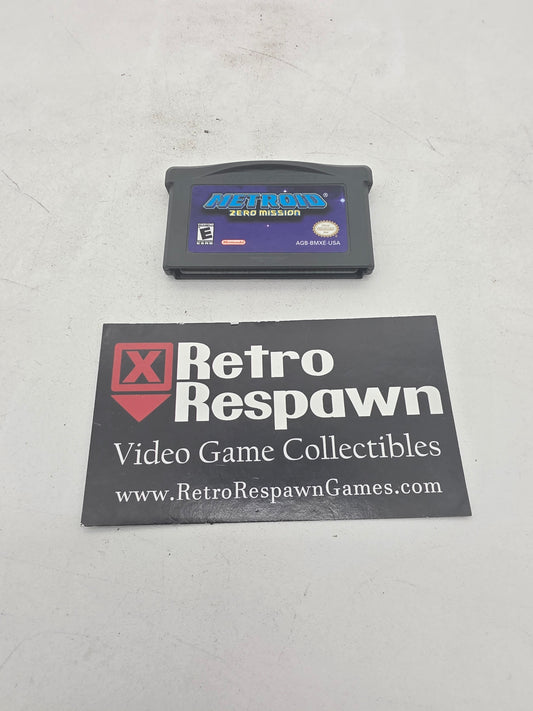 METROID®
ZERO MISSION
E
Nintendo
AGB-BMXE-USA
X Retro
Respawn
Video Game Collectibles
www.RetroRespawnGames.com